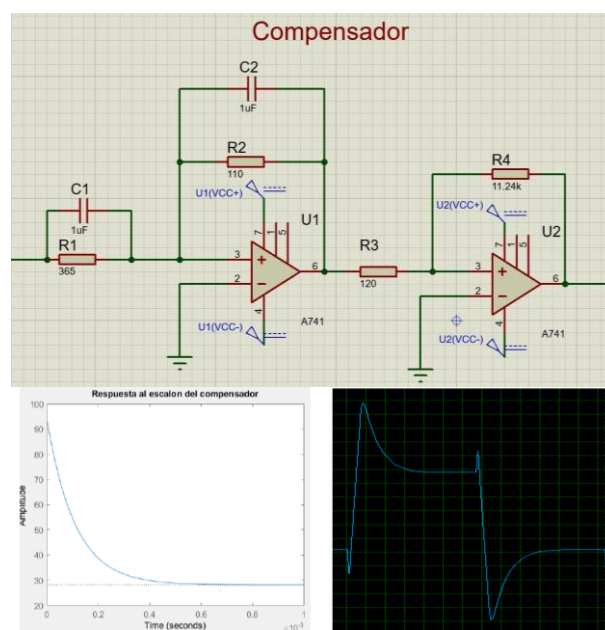 Compensador
C2
1uF
R2
110
U1(VCC+)
U1
7
1
5
3
2
6
4
U1(VCC-)
A741
C1
1uF
R1
365
R3
120
R4
11.24k
U2(VCC+)
U2
7
1
5
3
2
6
4
U2(VCC-)
A741
Respuesta al escalon del compensador
Amplitude
100
90
80
70
60
50
40
30
20
0
0.2
0.4
0.6
0.8
1
×10⁻³
Time (seconds)